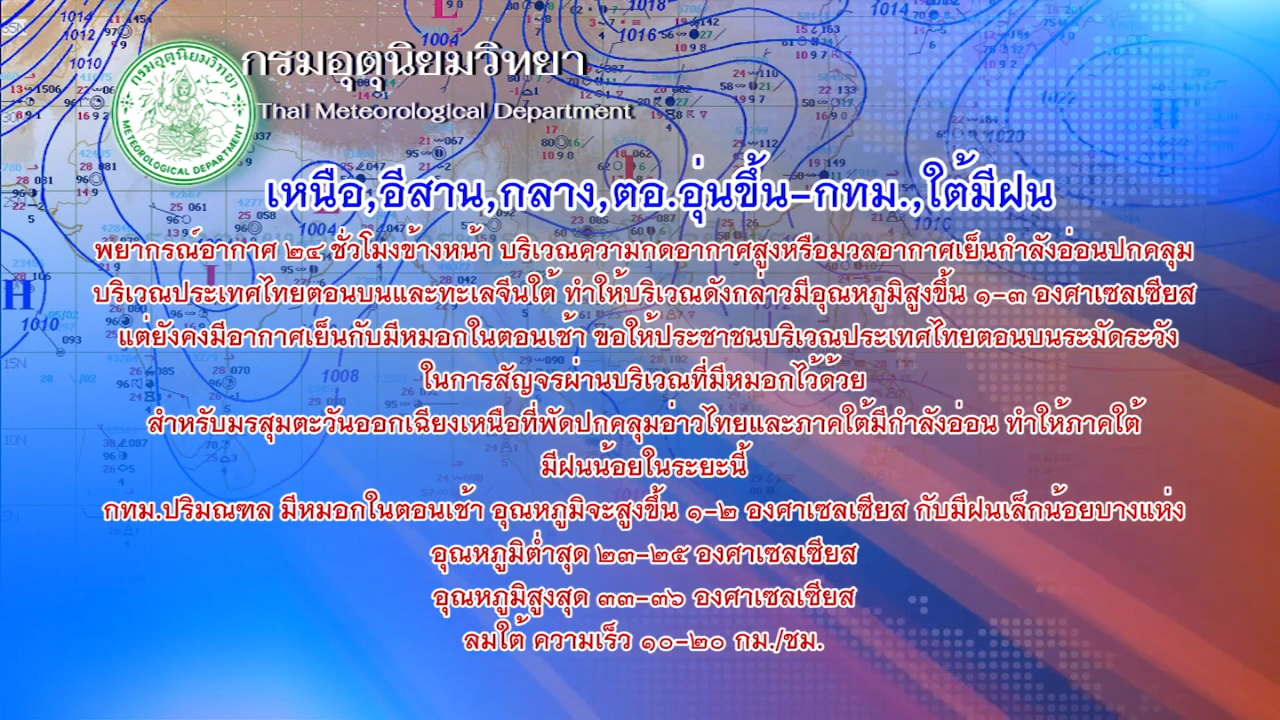 กรมอุตุนิยมวิทยา
Thai Meteorological Department
กรมอุตุนิยมวิทยา
METEOROLOGICAL DEPARTMENT
เหนือ,อีสาน,กลาง,ตอ.อุ่นขึ้น-กทม.,ใต้มีฝน
พยากรณ์อากาศ ๒๔ ชั่วโมงข้างหน้า บริเวณความกดอากาศสูงหรือมวลอากาศเย็นกำลังอ่อนปกคลุม
บริเวณประเทศไทยตอนบนและทะเลจีนใต้ ทำให้บริเวณดังกล่าวมีอุณหภูมิสูงขึ้น ๑-๓ องศาเซลเซียส
แต่ยังคงมีอากาศเย็นกับมีหมอกในตอนเช้า ขอให้ประชาชนบริเวณประเทศไทยตอนบนระมัดระวัง
ในการสัญจรผ่านบริเวณที่มีหมอกไว้ด้วย
สำหรับมรสุมตะวันออกเฉียงเหนือที่พัดปกคลุมอ่าวไทยและภาคใต้มีกำลังอ่อน ทำให้ภาคใต้
มีฝนน้อยในระยะนี้
กทม.ปริมณฑล มีหมอกในตอนเช้า อุณหภูมิจะสูงขึ้น ๑-๒ องศาเซลเซียส กับมีฝนเล็กน้อยบางแห่ง
อุณหภูมิต่ำสุด ๒๓-๒๕ องศาเซลเซียส
อุณหภูมิสูงสุด ๓๓-๓๖ องศาเซลเซียส
ลมใต้ ความเร็ว ๑๐-๒๐ กม./ชม.